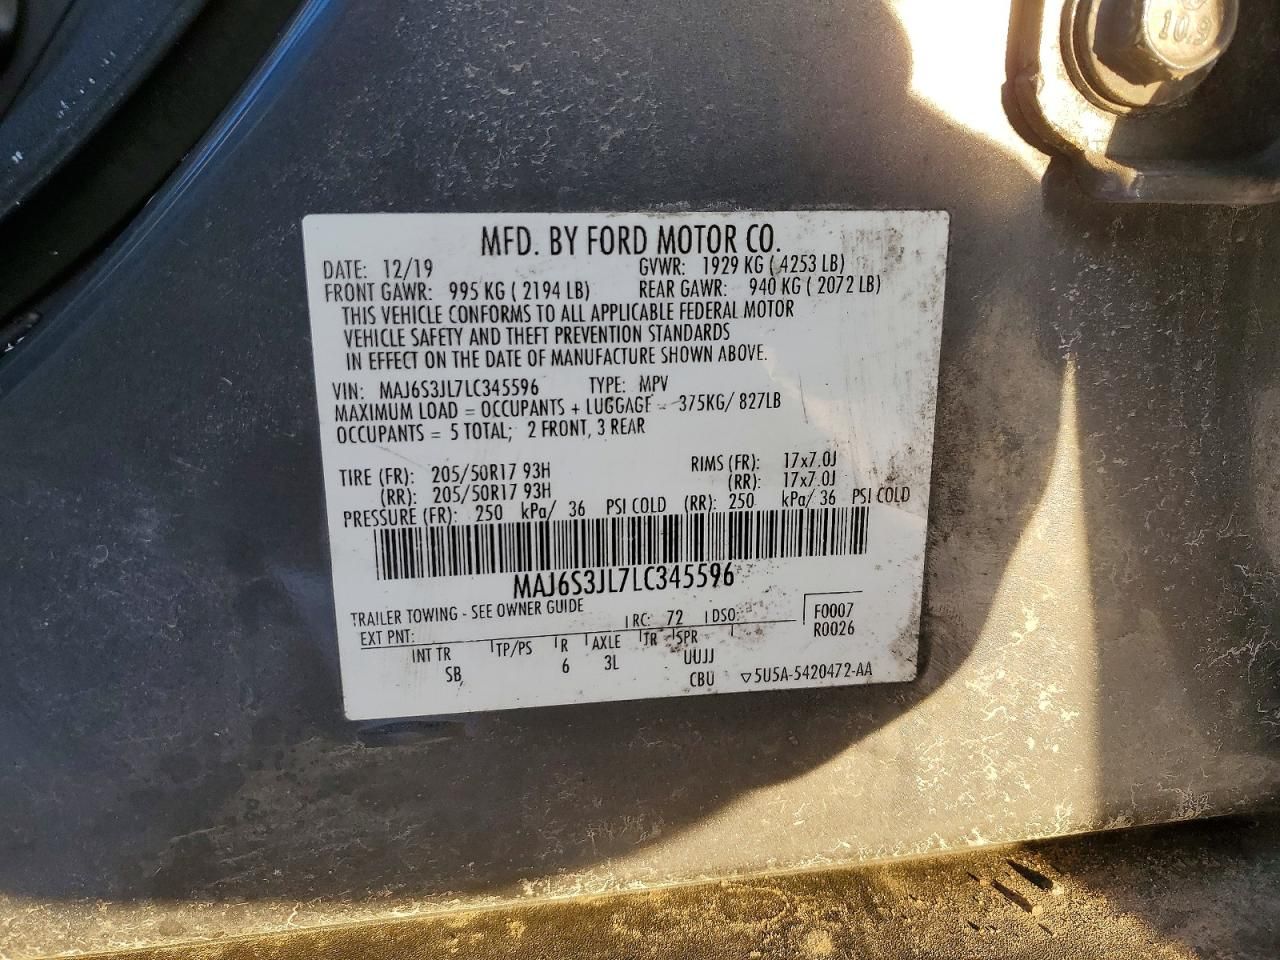 10.9
MFD. BY FORD MOTOR CO.
DATE: 12/19 GVWR: 1929 KG ( 4253 LB)
FRONT GAWR: 995 KG ( 2194 LB) REAR GAWR: 940 KG ( 2072 LB)
THIS VEHICLE CONFORMS TO ALL APPLICABLE FEDERAL MOTOR
VEHICLE SAFETY AND THEFT PREVENTION STANDARDS
IN EFFECT ON THE DATE OF MANUFACTURE SHOWN ABOVE.
VIN: MAJ6S3JL7LC345596 TYPE: MPV
MAXIMUM LOAD = OCCUPANTS + LUGGAGE = 375KG/ 827LB
OCCUPANTS = 5 TOTAL; 2 FRONT, 3 REAR
TIRE (FR): 205/50R17 93H RIMS (FR): 17x7.0J
(RR): 205/50R17 93H (RR): 17x7.0J
PRESSURE (FR): 250 kPa/ 36 PSI COLD (RR): 250 kPa/ 36 PSI COLD
MAJ6S3JL7LC345596
TRAILER TOWING - SEE OWNER GUIDE
EXT PNT: RC: 72 DSO: F0007
R0026
INT TR TP/PS R AXLE TR SPR
SB 6 3L UUJJ
CBU ▽5U5A-5420472-AA